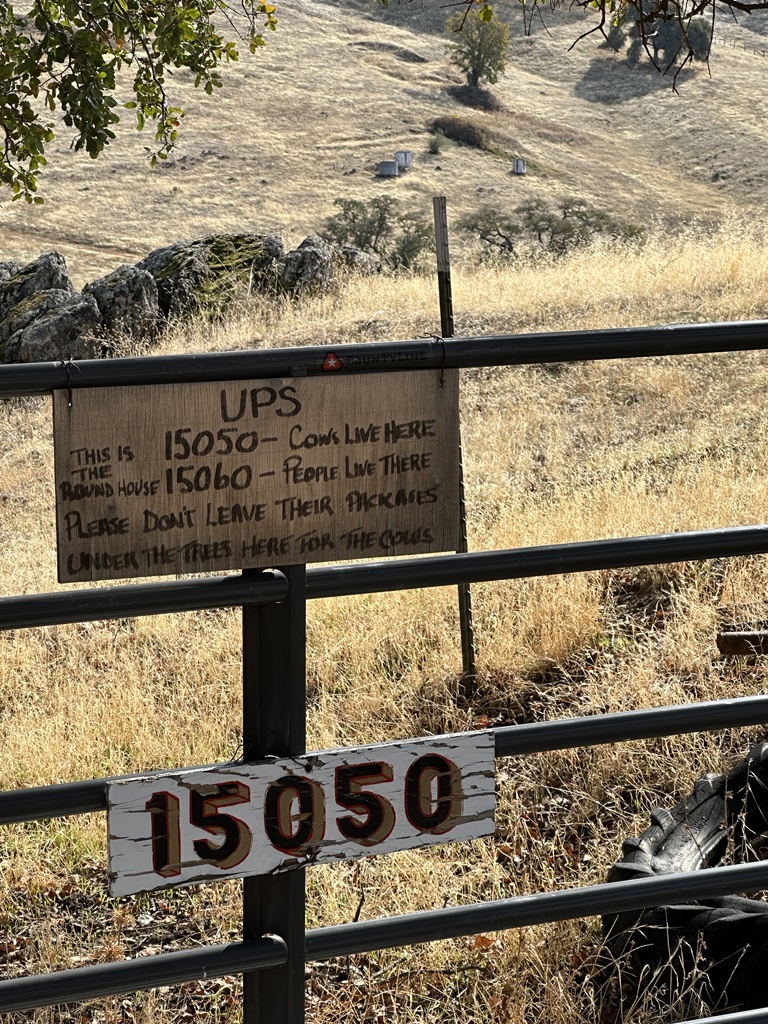 COUNTYLINE
UPS
THIS IS THE ROUND HOUSE
15050 - COWS LIVE HERE
15060 - PEOPLE LIVE THERE
PLEASE DON'T LEAVE THEIR PACKAGES
UNDER THE TREES HERE FOR THE COWS
15050